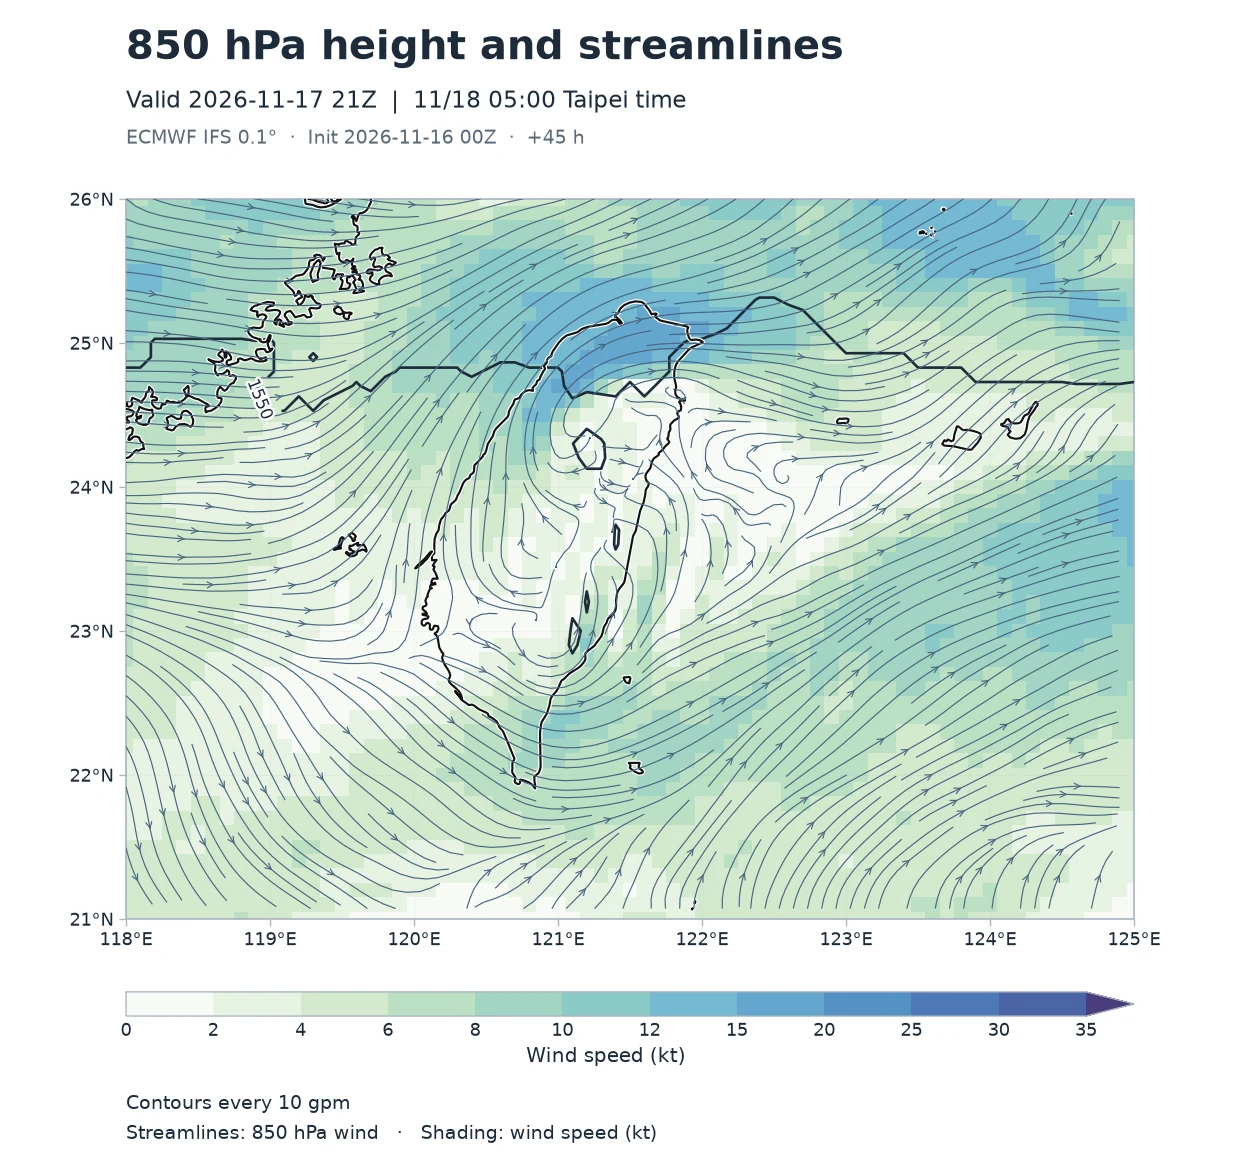 850 hPa height and streamlines
Valid 2026-11-17 21Z | 11/18 05:00 Taipei time
ECMWF IFS 0.1° · Init 2026-11-16 00Z · +45 h
26°N
25°N
24°N
23°N
22°N
21°N
1550
118°E 119°E 120°E 121°E 122°E 123°E 124°E 125°E
0 2 4 6 8 10 12 15 20 25 30 35
Wind speed (kt)
Contours every 10 gpm
Streamlines: 850 hPa wind · Shading: wind speed (kt)